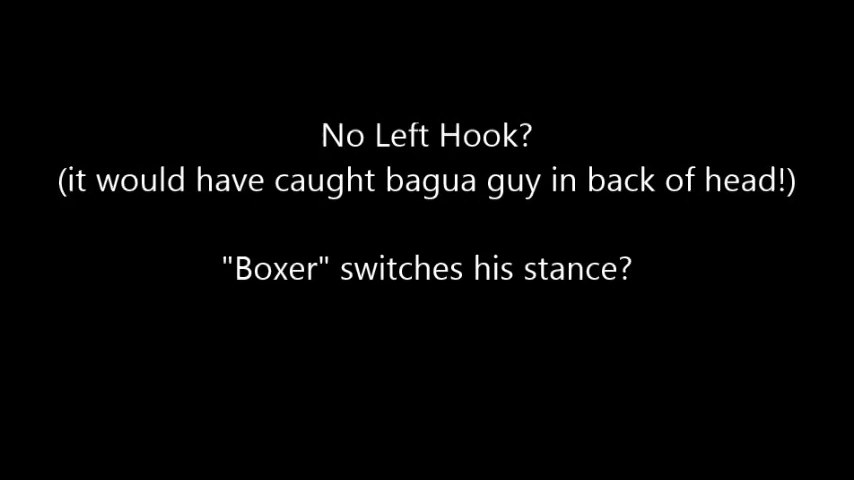 No Left Hook?
(it would have caught bagua guy in back of head!)
"Boxer" switches his stance?